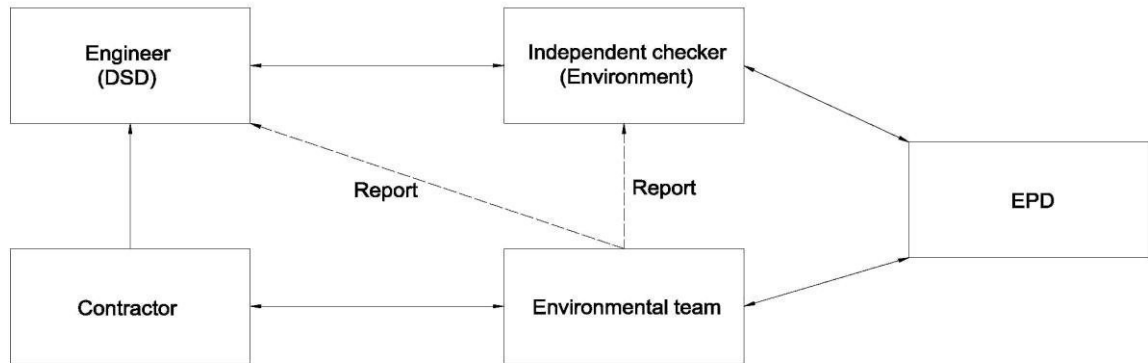 Engineer
(DSD)
Independent checker
(Environment)
Report
Report
EPD
Contractor
Environmental team